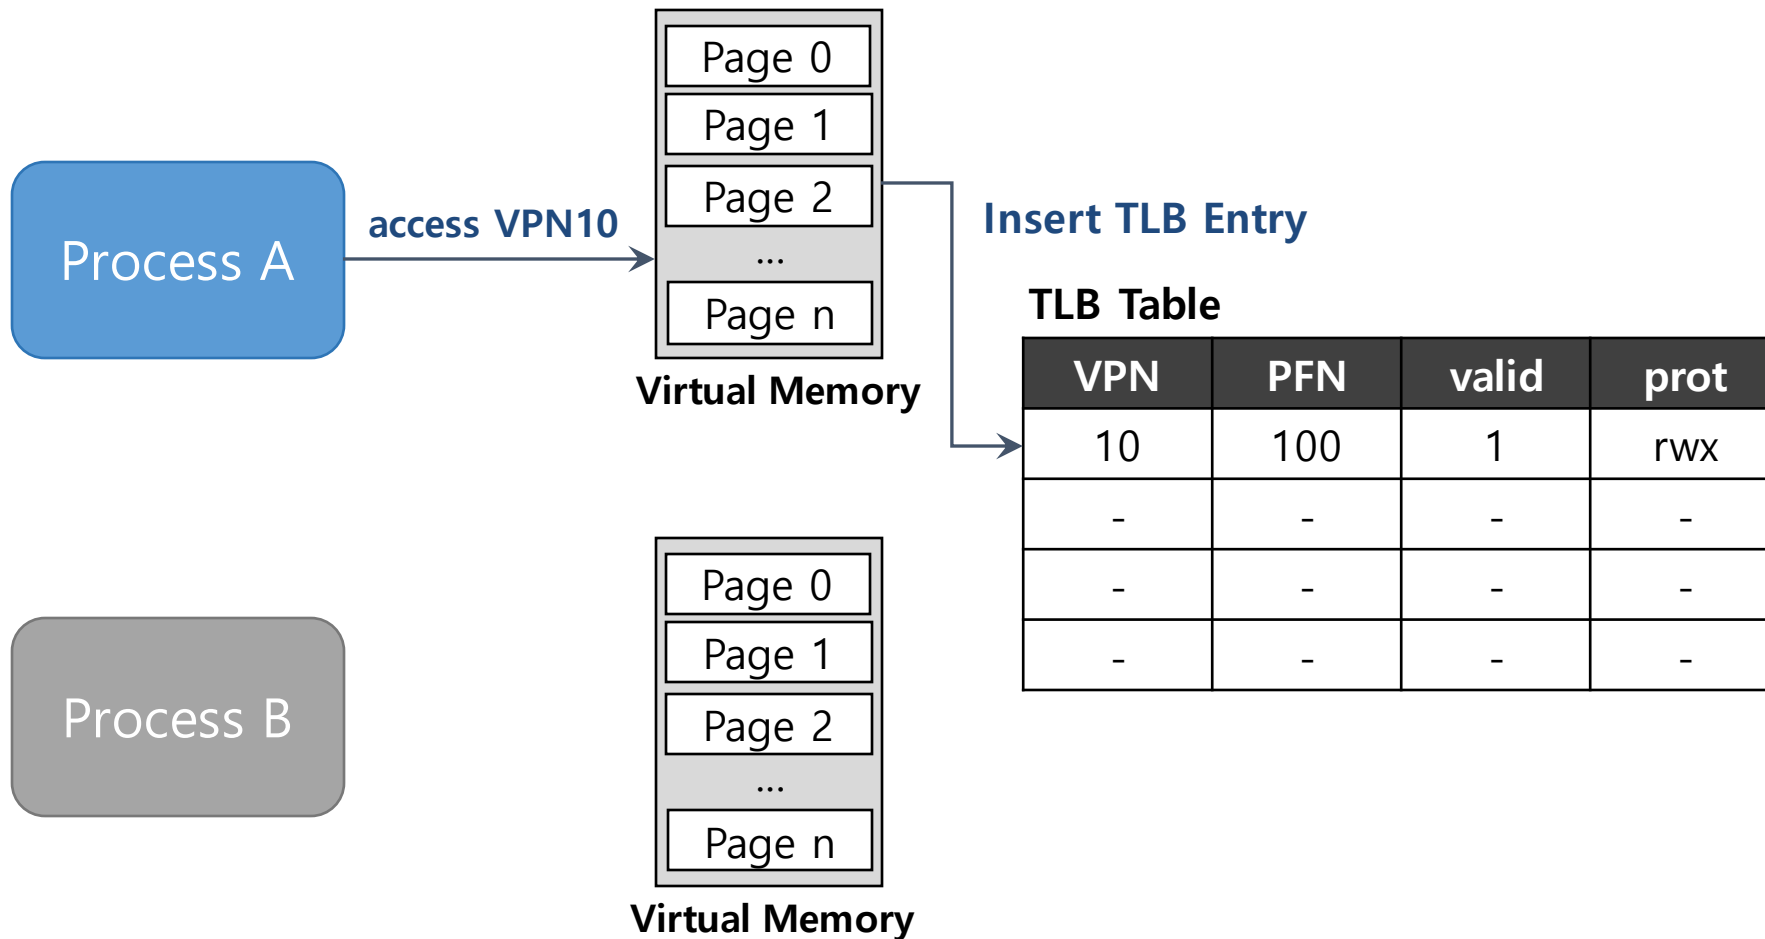 Page 0
Page 1
Page 2
...
Page n
Virtual Memory
Process A
access VPN10
Insert TLB Entry
TLB Table
VPN PFN valid prot
10 100 1 rwx
- - - -
- - - -
- - - -
Process B
Page 0
Page 1
Page 2
...
Page n
Virtual Memory